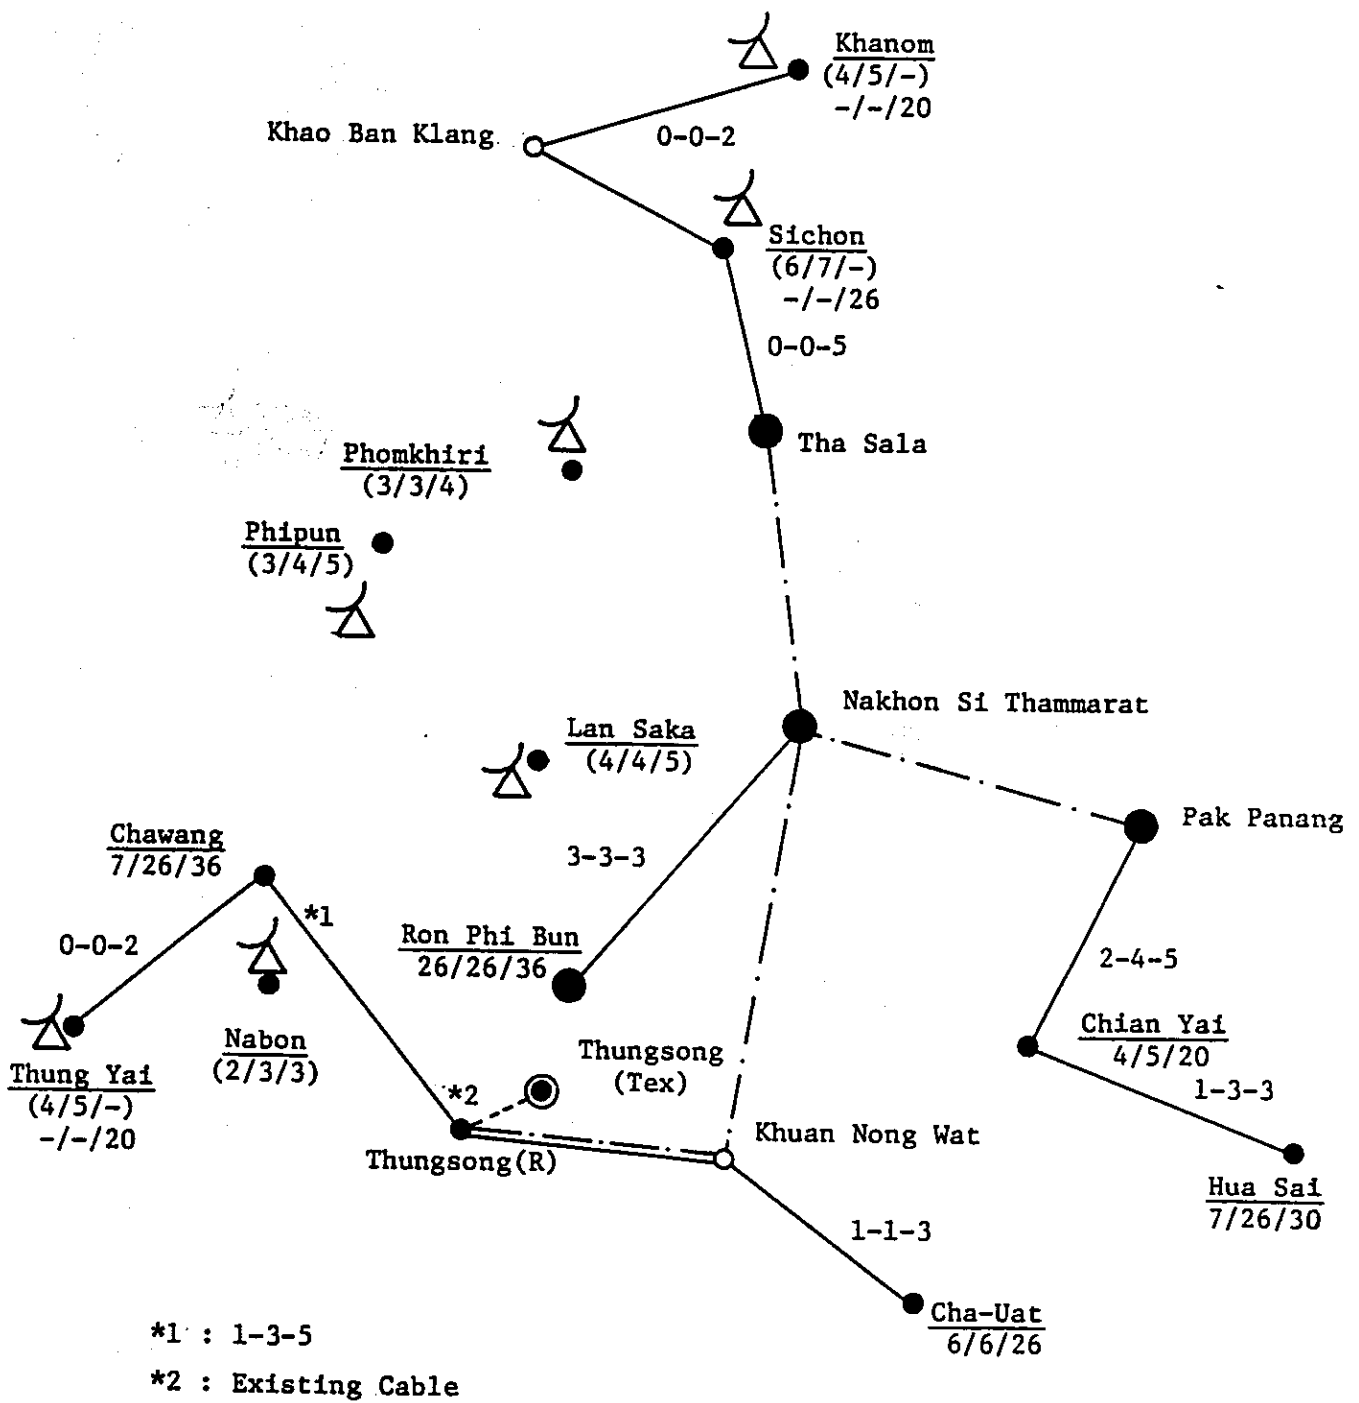 Khanom
(4/5/-)
-/-/20
Khao Ban Klang
0-0-2
Sichon
(6/7/-)
-/-/26
0-0-5
Tha Sala
Phomkhiri
(3/3/4)
Phipun
(3/4/5)
Nakhon Si Thammarat
Lan Saka
(4/4/5)
Pak Panang
Chawang
7/26/36
3-3-3
*1
Ron Phi Bun
26/26/36
0-0-2
2-4-5
Chian Yai
4/5/20
Nabon
(2/3/3)
Thungsong
(Tex)
Thung Yai
(4/5/-)
-/-/20
*2
1-3-3
Khuan Nong Wat
Thungsong(R)
Hua Sai
7/26/30
1-1-3
Cha-Uat
6/6/26
*1 : 1-3-5
*2 : Existing Cable